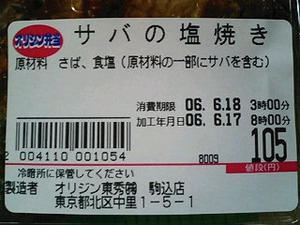 オリジン弁当
サバの塩焼き
原材料 さば、食塩(原材料の一部にサバを含む)
消費期限 06. 6.18 3時00分
加工年月日 06. 6.17 8時00分
2 004110 001054
8009
105
値段(円)
冷暗所に保管してください
製造者 オリジン東秀㈱ 駒込店
東京都北区中里1-5-1